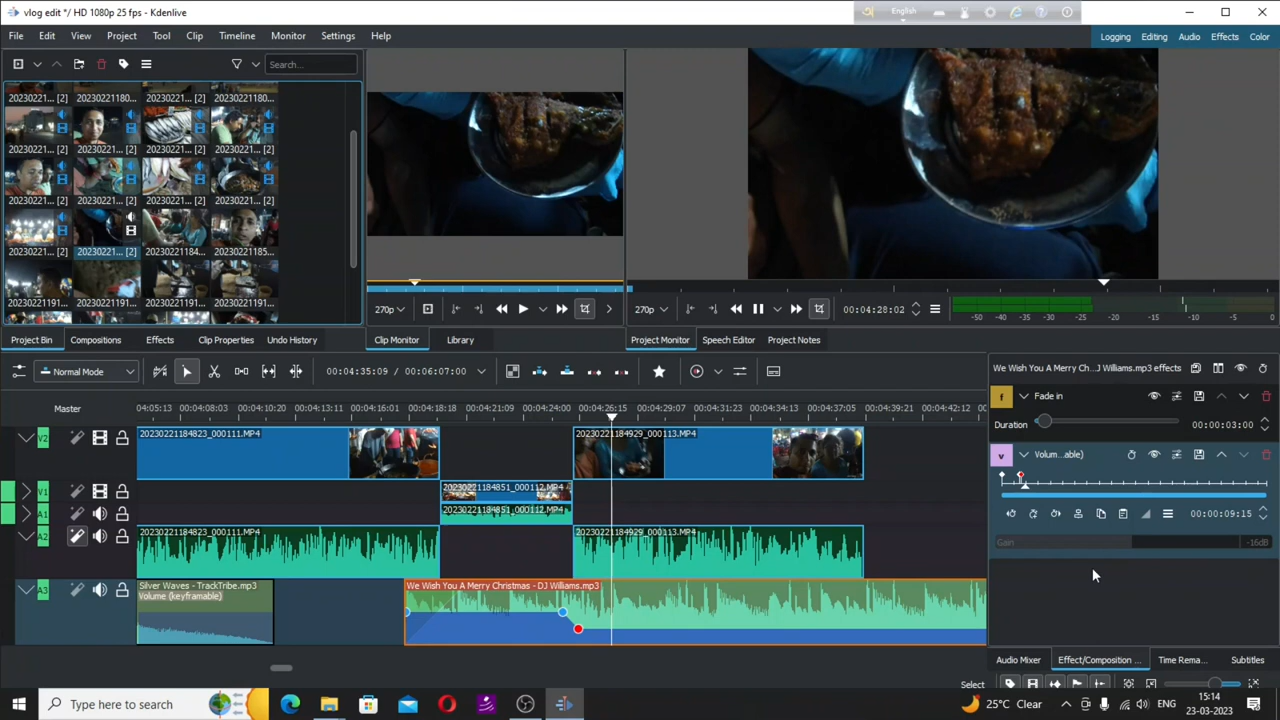 vlog edit */ HD 1080p 25 fps - Kdenlive
English
File Edit View Project Tool Clip Timeline Monitor Settings Help
Logging Editing Audio Effects Color
Search...
20230221... [2] 20230221180... 20230221... [2] 202302211180...
20230221... [2] 20230221... [2] 20230221... [2] 20230221... [2]
20230221... [2] 20230221... [2] 20230221... [2] 20230221... [2]
20230221... [2] 20230221... [2] 202302211184... 202302211185...
202302211191... 202302211191... 202302211191... 202302211191...
270p
270p 00:04:28:02
-50 -40 -30 -25 -20 -15 -10 -5 0
Project Bin Compositions Effects Clip Properties Undo History
Clip Monitor Library
Project Monitor Speech Editor Project Notes
Normal Mode 00:04:35:09 / 00:06:07:00
We Wish You A Merry Ch...J Williams.mp3 effects
f Fade in
Duration 00:00:03:00
v Volum...able)
00:00:09:15
Gain -16dB
Master
04:05:13 00:04:08:03 00:04:10:20 00:04:13:12 00:04:16:01 00:04:18:18 00:04:21:09 00:04:24:00 00:04:26:15 00:04:29:07 00:04:31:23 00:04:34:13 00:04:37:05 00:04:39:21 00:04:42:12
V2 20230221184823_000111.MP4 20230221184929_000113.MP4
V1 20230221184851_000112.MP4
A1 20230221184851_000112.MP4
A2 20230221184823_000111.MP4 20230221184929_000113.MP4
A3 Silver Waves - TrackTribe.mp3 We Wish You A Merry Christmas - DJ Williams.mp3
Volume (keyframable)
Audio Mixer Effect/Composition ... Time Rema... Subtitles
Select
Type here to search
25°C Clear ENG
15:14
23-03-2023